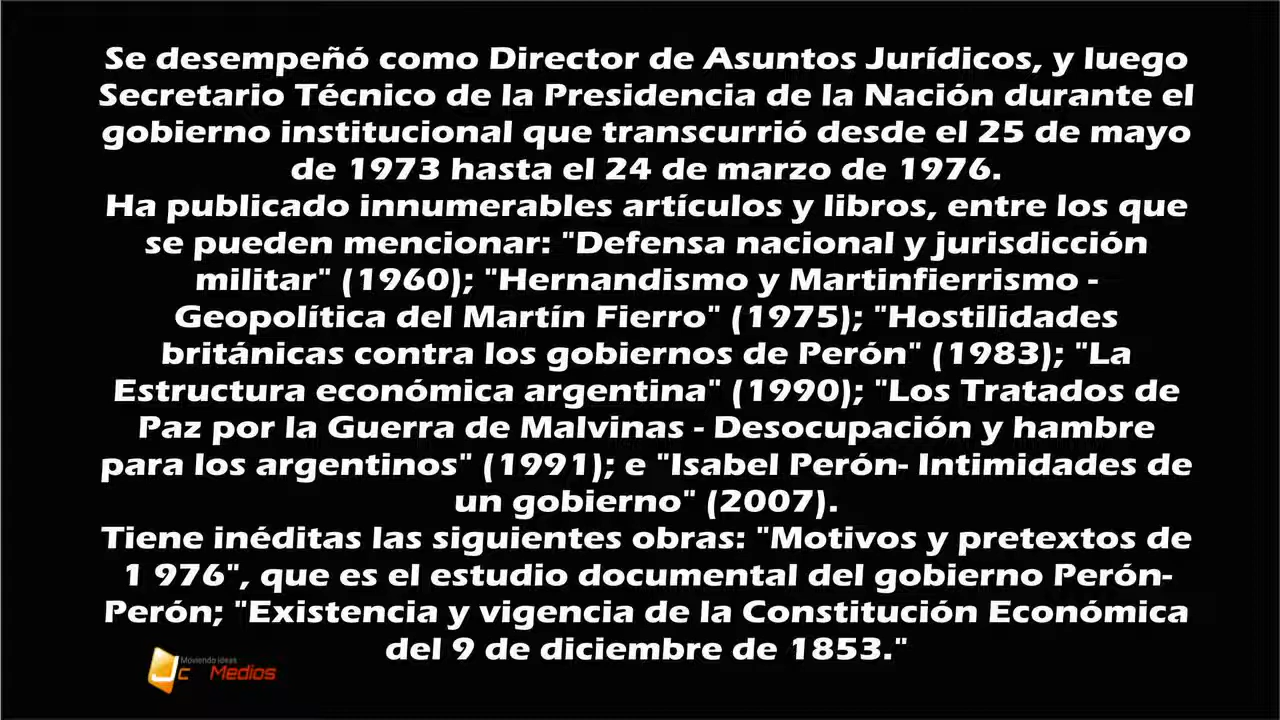 Se desempeñó como Director de Asuntos Jurídicos, y luego
Secretario Técnico de la Presidencia de la Nación durante el
gobierno institucional que transcurrió desde el 25 de mayo
de 1973 hasta el 24 de marzo de 1976.
Ha publicado innumerables artículos y libros, entre los que
se pueden mencionar: "Defensa nacional y jurisdicción
militar" (1960); "Hernandismo y Martinfierrismo -
Geopolítica del Martín Fierro" (1975); "Hostilidades
británicas contra los gobiernos de Perón" (1983); "La
Estructura económica argentina" (1990); "Los Tratados de
Paz por la Guerra de Malvinas - Desocupación y hambre
para los argentinos" (1991); e "Isabel Perón- Intimidades de
un gobierno" (2007).
Tiene inéditas las siguientes obras: "Motivos y pretextos de
1 976", que es el estudio documental del gobierno Perón-
Perón; "Existencia y vigencia de la Constitución Económica
del 9 de diciembre de 1853."
Moviendo ideas
Jc Medios